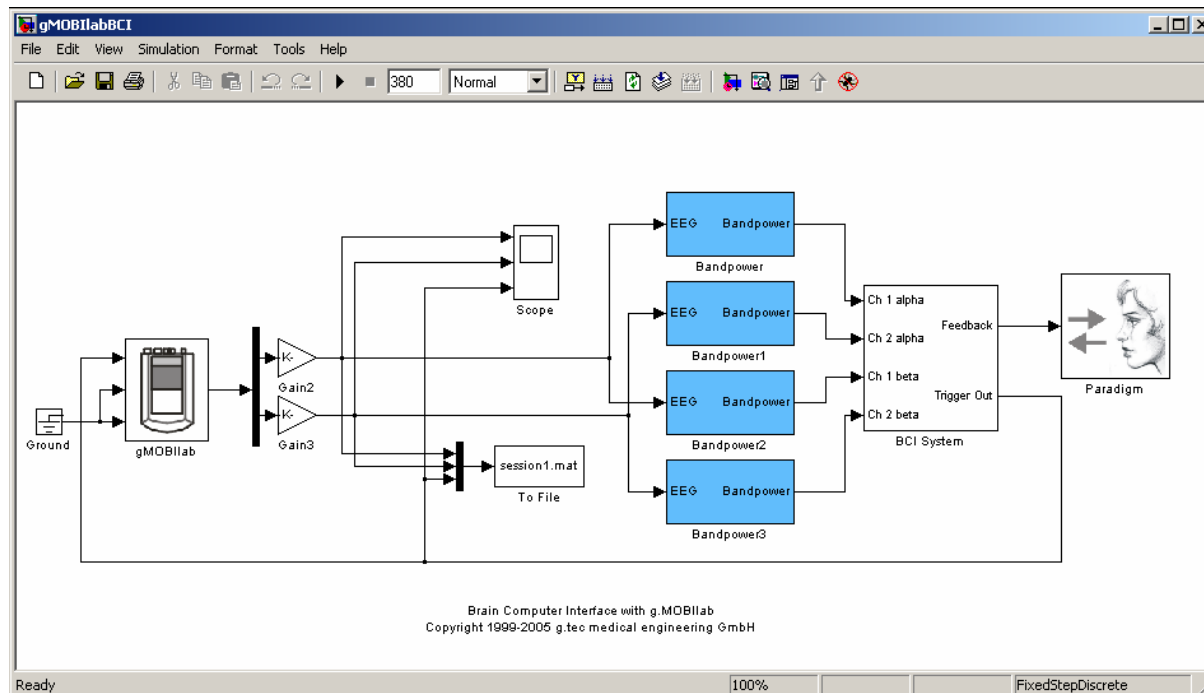 gMOBIlabBCI
File Edit View Simulation Format Tools Help
380 Normal
EEG Bandpower
Bandpower
Scope
EEG Bandpower
Bandpower1
Ch 1 alpha
Ch 2 alpha
Ch 1 beta
Ch 2 beta
Feedback
Trigger Out
BCI System
Paradigm
K-
Gain2
K-
Gain3
Ground
gMOBIlab
EEG Bandpower
Bandpower2
session1.mat
To File
EEG Bandpower
Bandpower3
Brain Computer Interface with g.MOBIlab
Copyright 1999-2005 g.tec medical engineering GmbH
Ready 100% FixedStepDiscrete